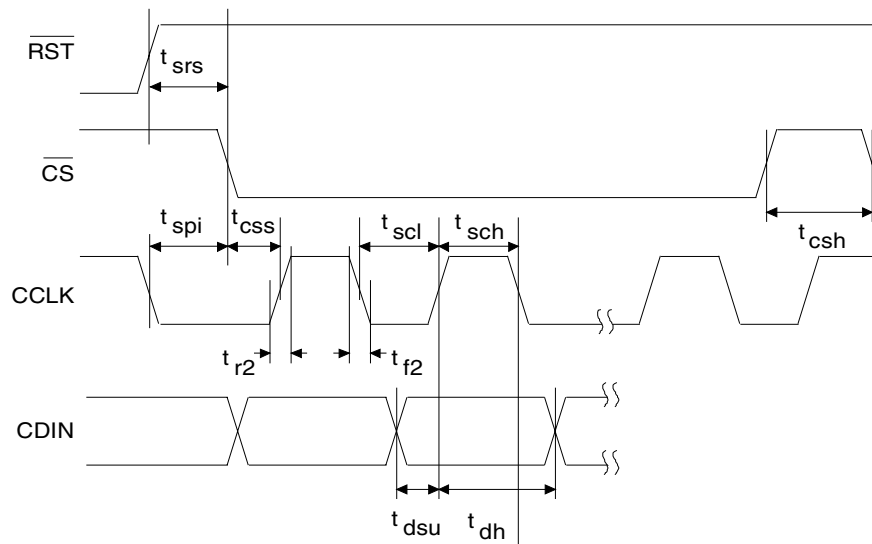 RST
t srs
CS
t spi
t css
t scl
t sch
t csh
CCLK
t r2
t f2
CDIN
t dsu
t dh